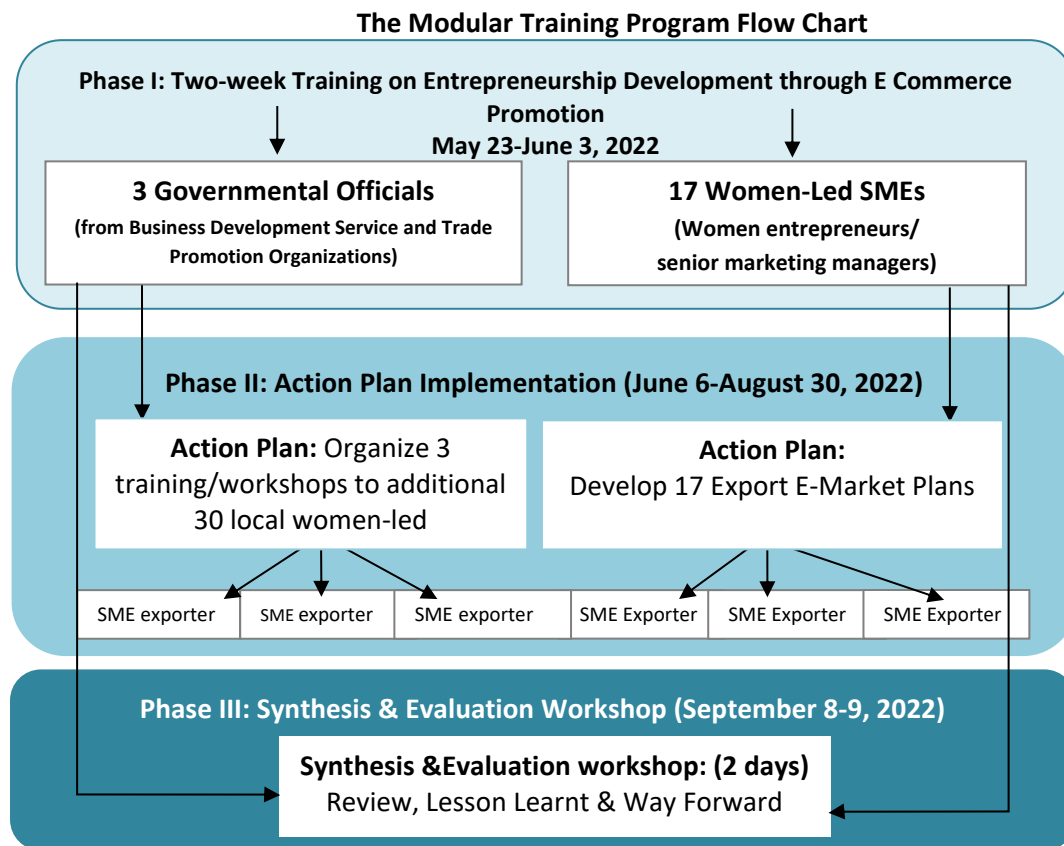 The Modular Training Program Flow Chart
Phase I: Two-week Training on Entrepreneurship Development through E Commerce
Promotion
May 23-June 3, 2022
3 Governmental Officials
(from Business Development Service and Trade
Promotion Organizations)
17 Women-Led SMEs
(Women entrepreneurs/
senior marketing managers)
Phase II: Action Plan Implementation (June 6-August 30, 2022)
Action Plan: Organize 3
training/workshops to additional
30 local women-led
Action Plan:
Develop 17 Export E-Market Plans
SME exporter
SME exporter
SME exporter
SME Exporter
SME Exporter
SME Exporter
Phase III: Synthesis & Evaluation Workshop (September 8-9, 2022)
Synthesis &Evaluation workshop: (2 days)
Review, Lesson Learnt & Way Forward